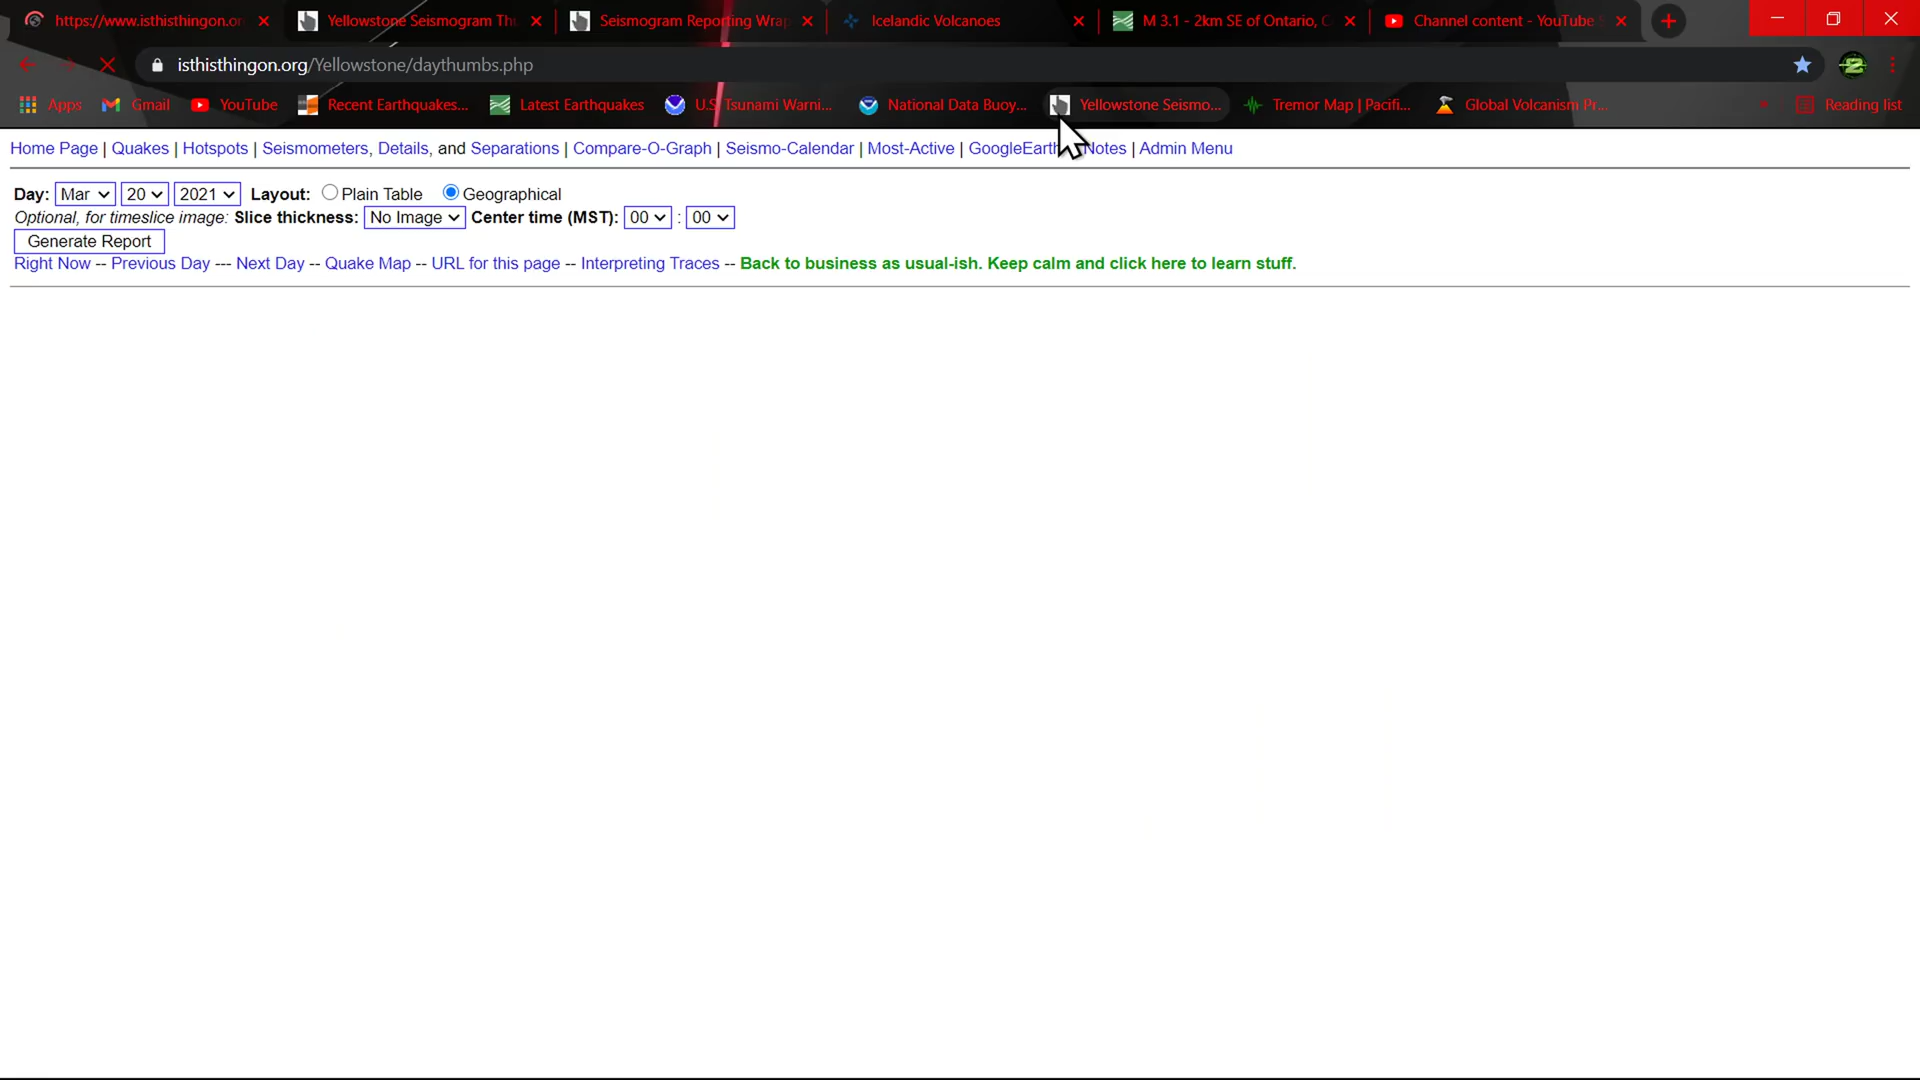 https://www.isthisthingon.or Yellowstone Seismogram Th Seismogram Reporting Wrap Icelandic Volcanoes M 3.1 - 2km SE of Ontario, C Channel content - YouTube S
isthisthingon.org/Yellowstone/daythumbs.php
Apps Gmail YouTube Recent Earthquakes... Latest Earthquakes U.S. Tsunami Warni... National Data Buoy... Yellowstone Seismo... Tremor Map | Pacifi... Global Volcanism Pr... » Reading list
Home Page | Quakes | Hotspots | Seismometers, Details, and Separations | Compare-O-Graph | Seismo-Calendar | Most-Active | GoogleEarth Notes | Admin Menu
Day: Mar 20 2021 Layout: Plain Table Geographical
Optional, for timeslice image: Slice thickness: No Image Center time (MST): 00 : 00
Generate Report
Right Now -- Previous Day --- Next Day -- Quake Map -- URL for this page -- Interpreting Traces -- Back to business as usual-ish. Keep calm and click here to learn stuff.